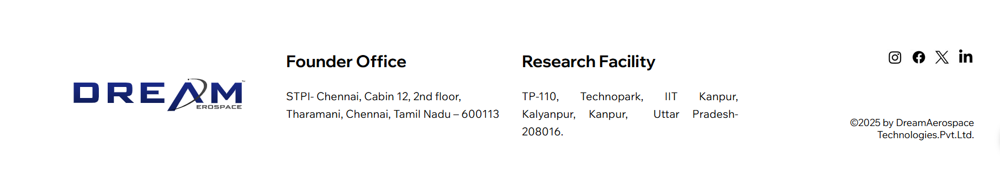 DREAM™
EROSPACE
Founder Office
STPI- Chennai, Cabin 12, 2nd floor,
Tharamani, Chennai, Tamil Nadu – 600113
Research Facility
TP-110, Technopark, IIT Kanpur,
Kalyanpur, Kanpur, Uttar Pradesh-
208016.
©2025 by DreamAerospace
Technologies.Pvt.Ltd.